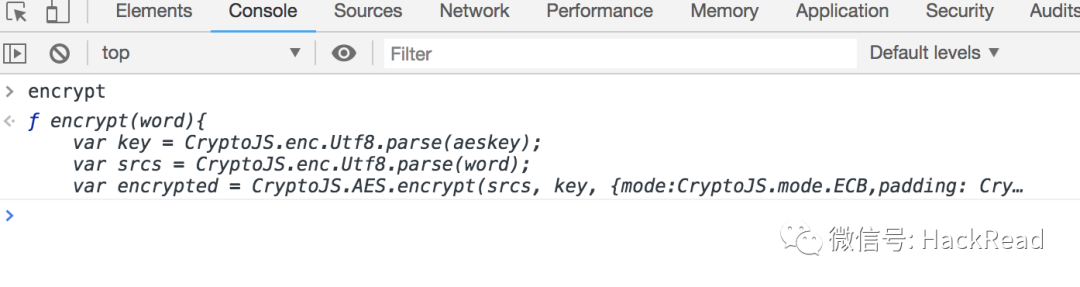 Elements Console Sources Network Performance Memory Application Security Audits
top ▼ Filter Default levels ▼
> encrypt
<· ƒ encrypt(word){
var key = CryptoJS.enc.Utf8.parse(aeskey);
var srcs = CryptoJS.enc.Utf8.parse(word);
var encrypted = CryptoJS.AES.encrypt(srcs, key, {mode:CryptoJS.mode.ECB,padding: Cry…
>
微信号: HackRead